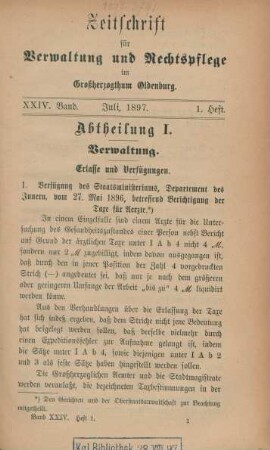 Zeitschrift
für
Verwaltung und Rechtspflege
im
Großherzogthum Oldenburg.
XXIV. Band. Juli, 1897. 1. Heft.
Abtheilung I.
Verwaltung.
Erlasse und Verfügungen.
1. Verfügung des Staatsministeriums, Departement des
Innern, vom 27. Mai 1896, betreffend Berichtigung der
Taxe für Aerzte.*)
In einem Einzelfalle sind einem Arzte für die Unter-
suchung des Gesundheitszustandes einer Person nebst Bericht
auf Grund der ärztlichen Taxe unter I A b 4 nicht 4 M,
sondern nur 2 M zugebilligt, indem davon ausgegangen ist,
daß durch den in jener Position der Zahl 4 vorgedruckten
Strich (—) angedeutet sei, daß nur je nach dem größeren
oder geringeren Umfange der Arbeit „bis zu" 4 M liquidirt
werden könne.
Aus den Verhandlungen über die Erlassung der Taxe
hat sich indeß ergeben, daß dem Striche nicht jene Bedeutung
hat beigelegt werden sollen, daß derselbe vielmehr durch
einen Expeditionsfehler zur Aufnahme gelangt ist, indem
die Sätze unter I A b 4, sowie diejenigen unter I A b 2
und 3 als feste Sätze haben hingestellt werden sollen.
Die Großherzoglichen Aemter und die Stadtmagistrate
werden veranlaßt, die bezeichneten Taxbestimmungen in der
*) Den Gerichten und der Oberstaatsanwaltschaft zur Beachtung
mitgetheilt.
Band XXIV. Heft 1. 1
Kgl. Bibliothek